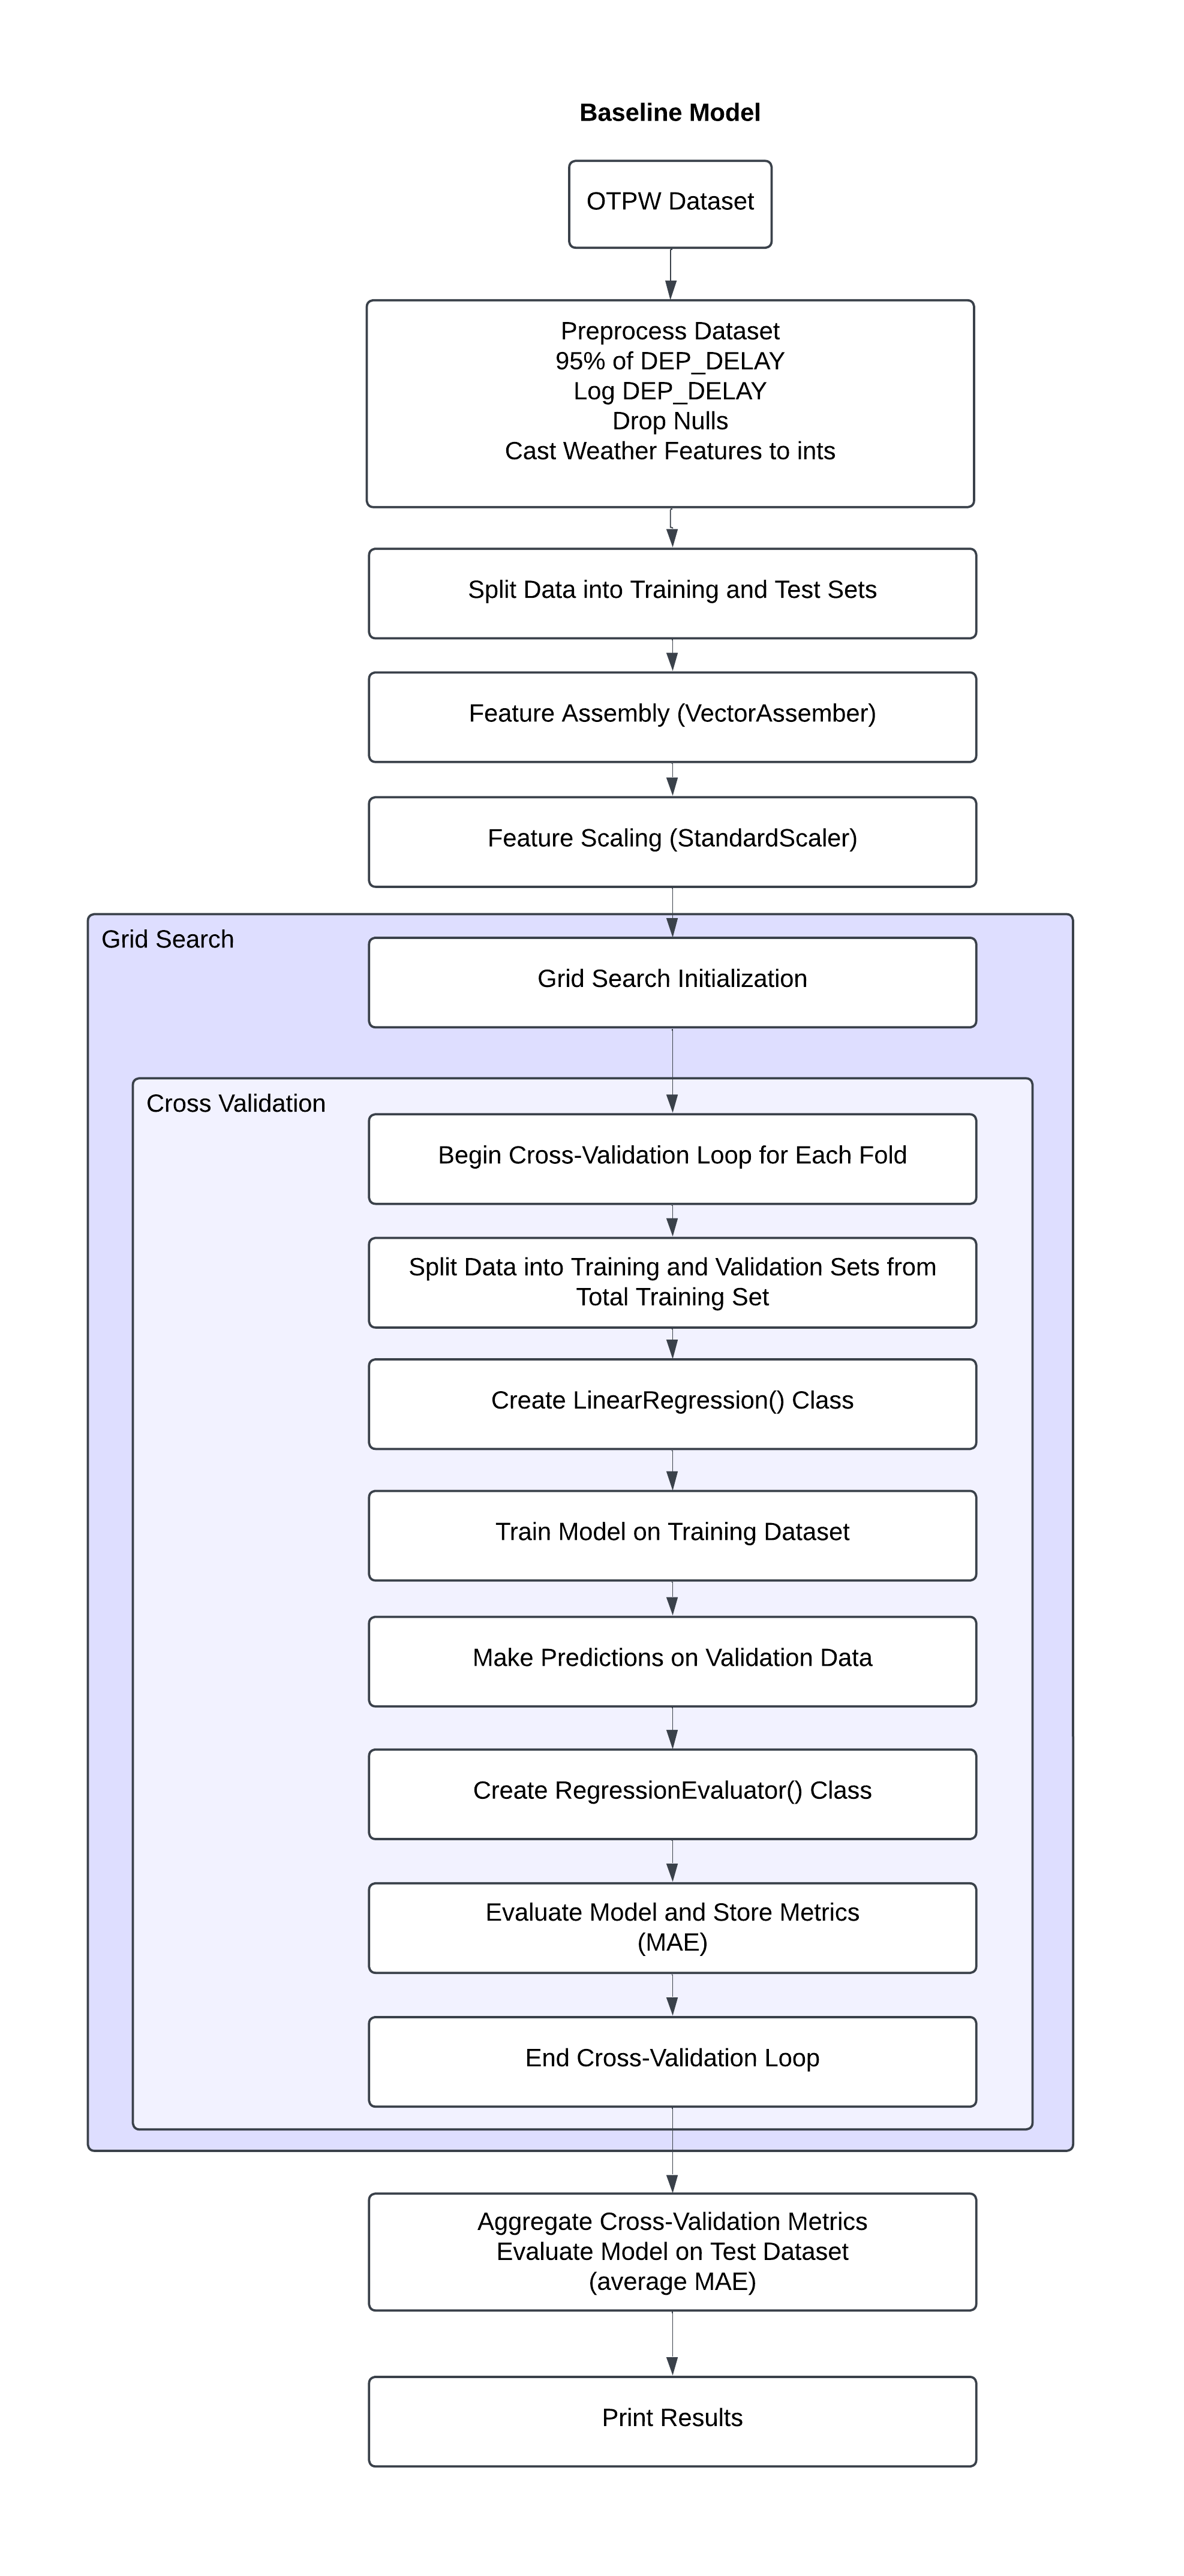 Baseline Model
OTPW Dataset
Preprocess Dataset
95% of DEP_DELAY
Log DEP_DELAY
Drop Nulls
Cast Weather Features to ints
Split Data into Training and Test Sets
Feature Assembly (VectorAssember)
Feature Scaling (StandardScaler)
Grid Search
Grid Search Initialization
Cross Validation
Begin Cross-Validation Loop for Each Fold
Split Data into Training and Validation Sets from
Total Training Set
Create LinearRegression() Class
Train Model on Training Dataset
Make Predictions on Validation Data
Create RegressionEvaluator() Class
Evaluate Model and Store Metrics
(MAE)
End Cross-Validation Loop
Aggregate Cross-Validation Metrics
Evaluate Model on Test Dataset
(average MAE)
Print Results